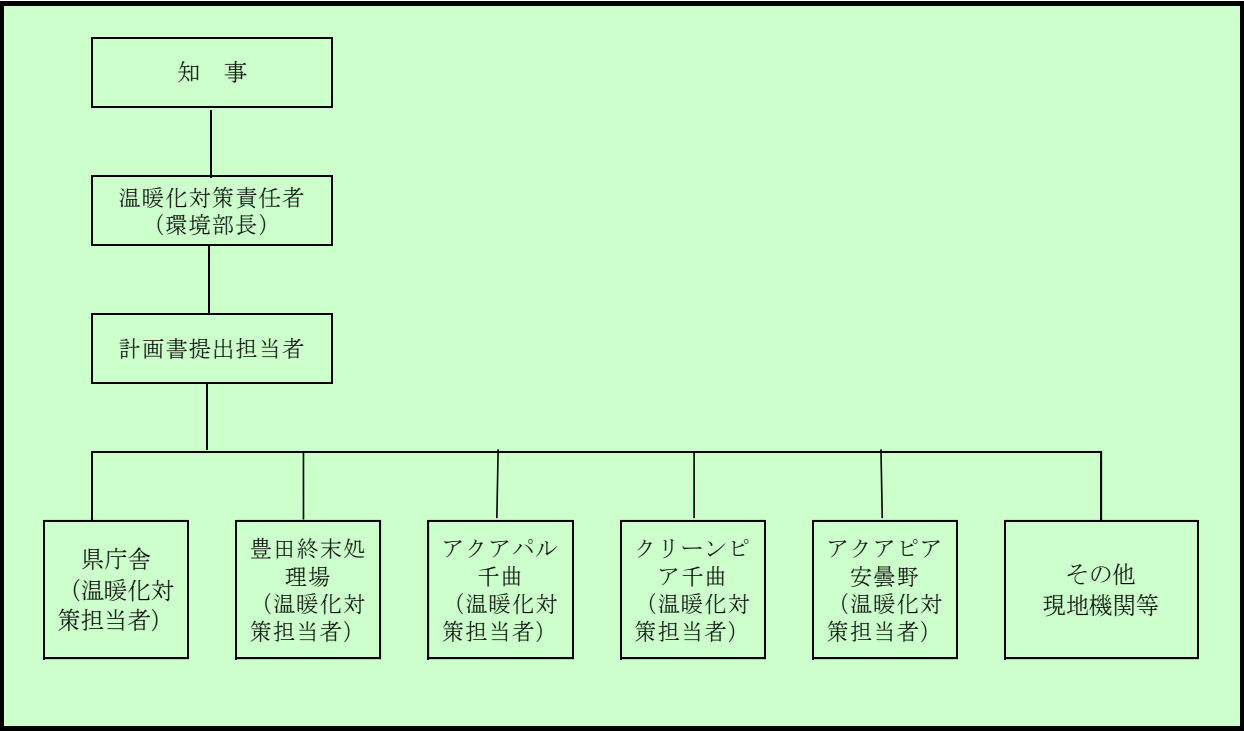 知　事
温暖化対策責任者
（環境部長）
計画書提出担当者
県庁舎
（温暖化対
策担当者）
豊田終末処
理場
（温暖化対
策担当者）
アクアパル
千曲
（温暖化対
策担当者）
クリーンピ
ア千曲
（温暖化対
策担当者）
アクアピア
安曇野
（温暖化対
策担当者）
その他
現地機関等